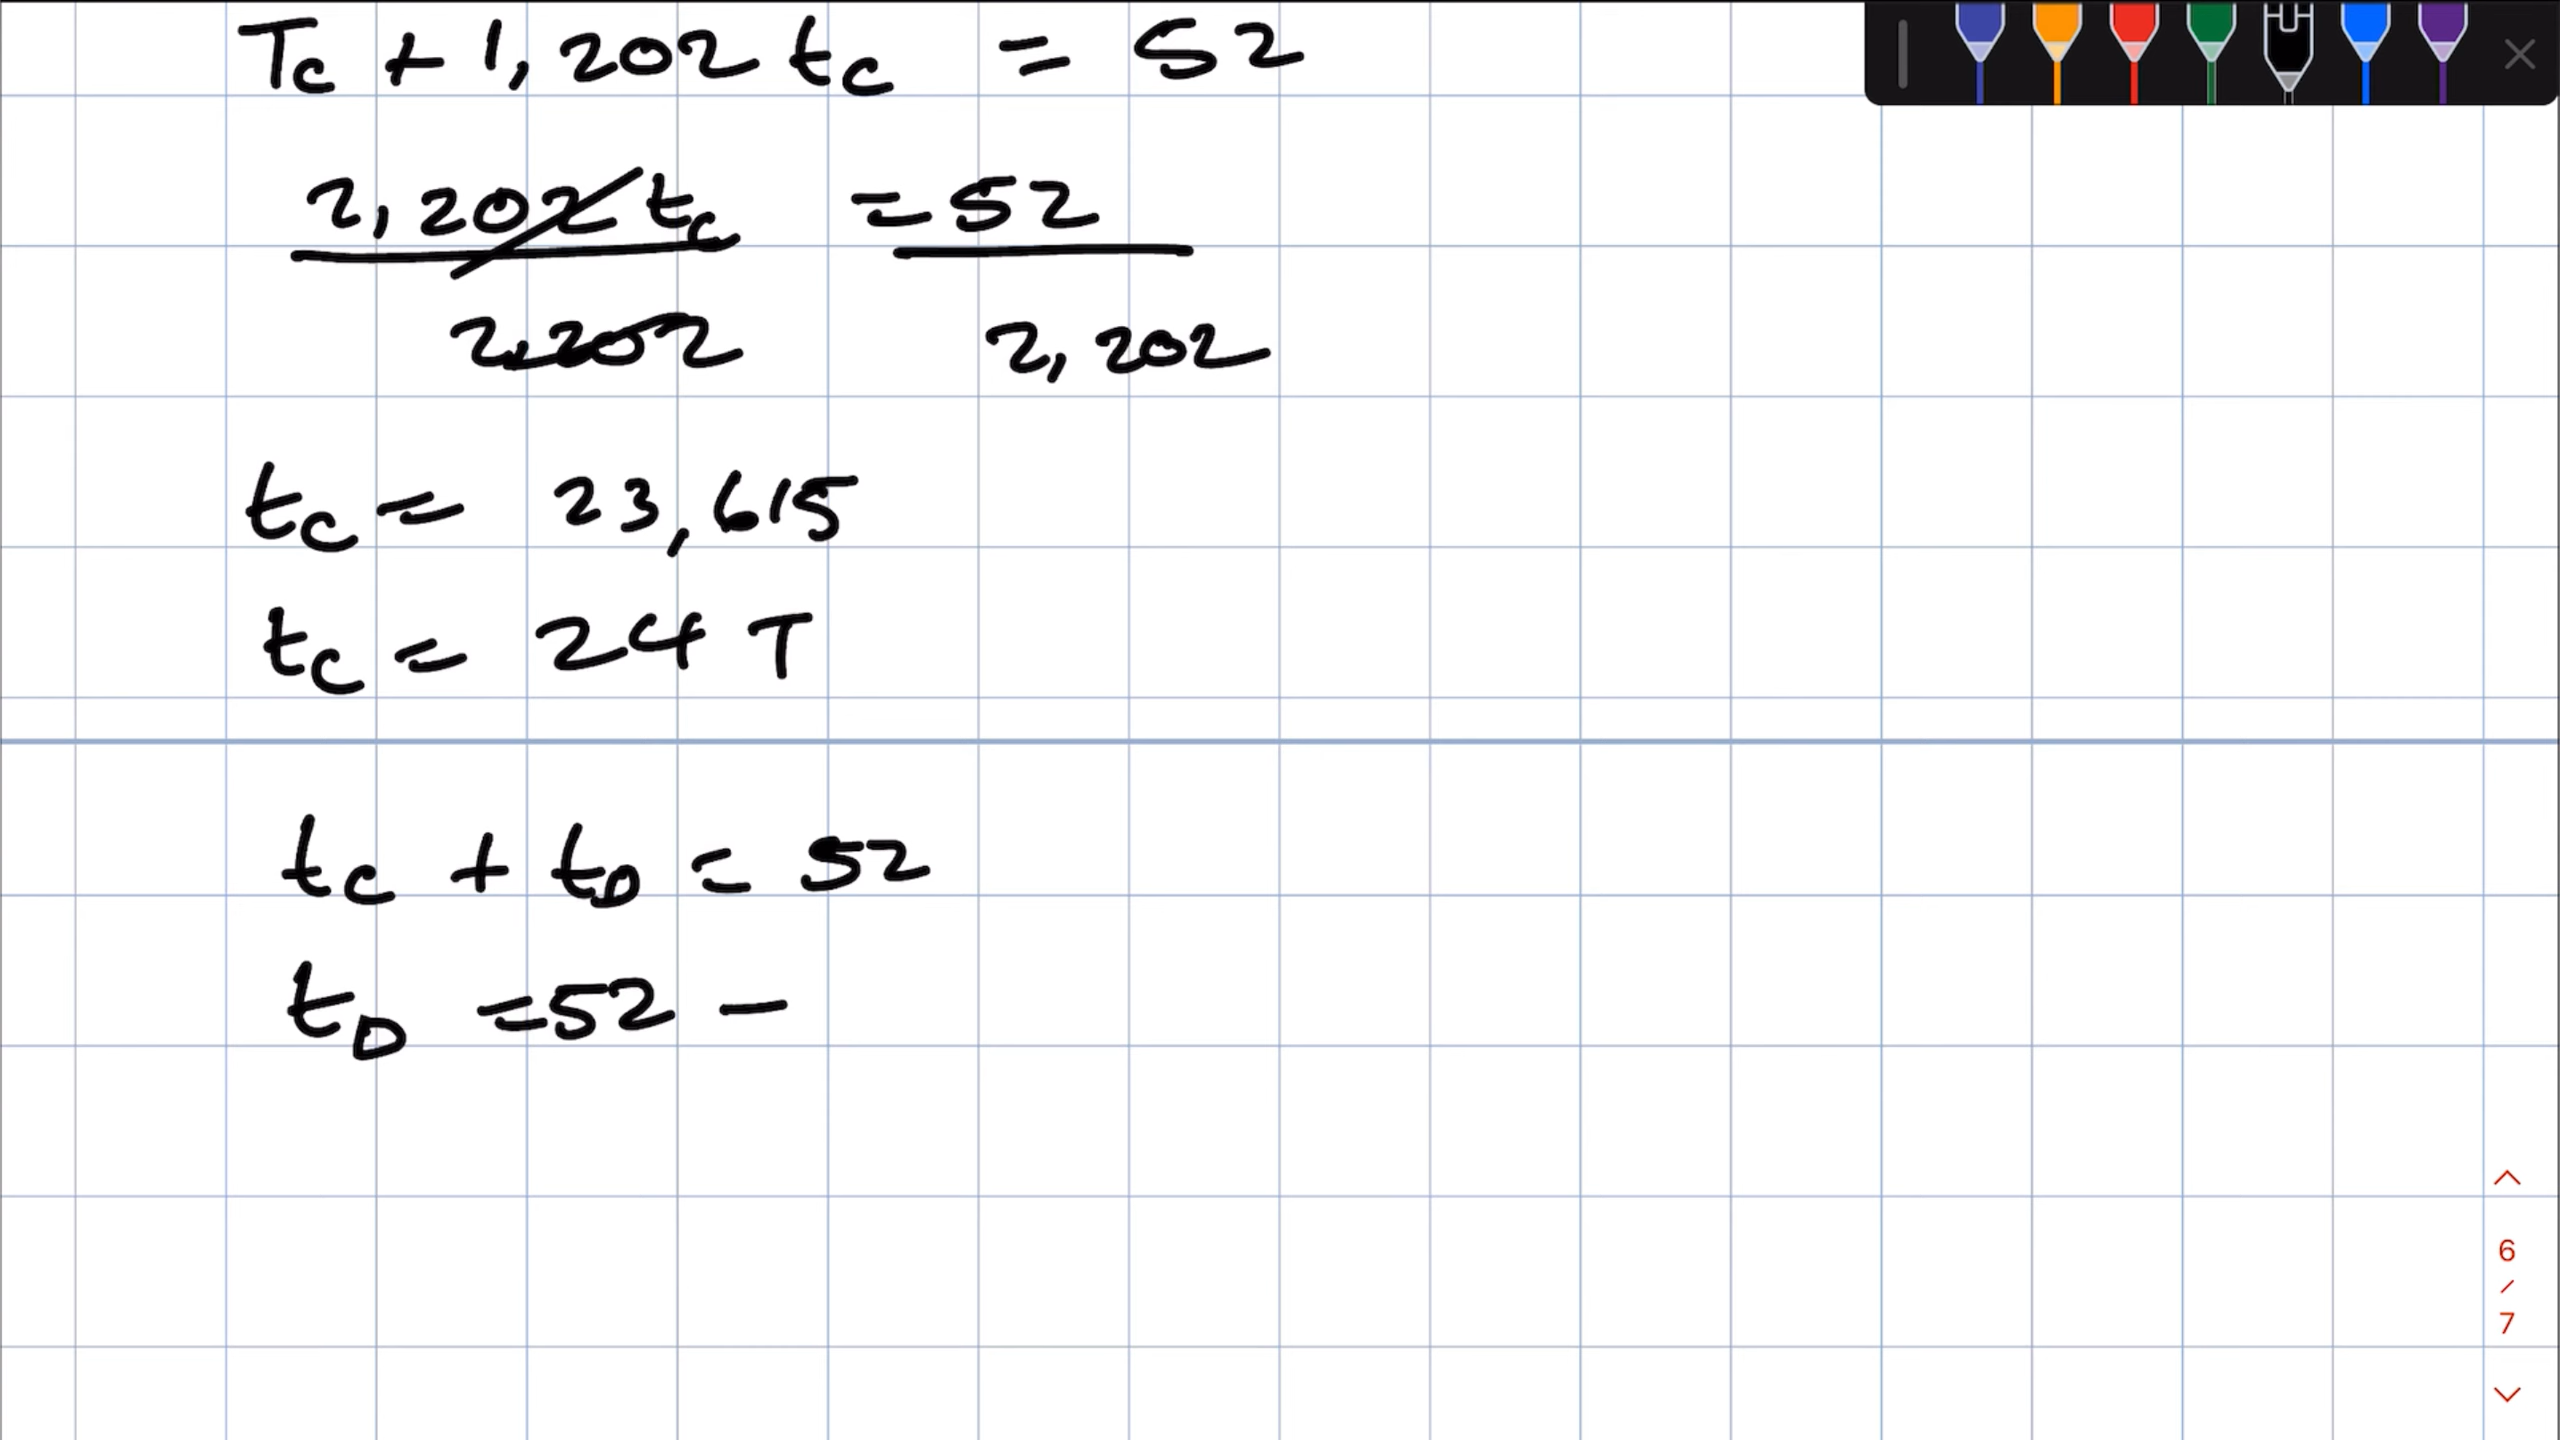 Tc + 1,202 tc = 52
2,202 tc = 52
2,202 2,202
tc = 23,615
tc = 24 T
tc + tD = 52
tD = 52 -
6
/
7